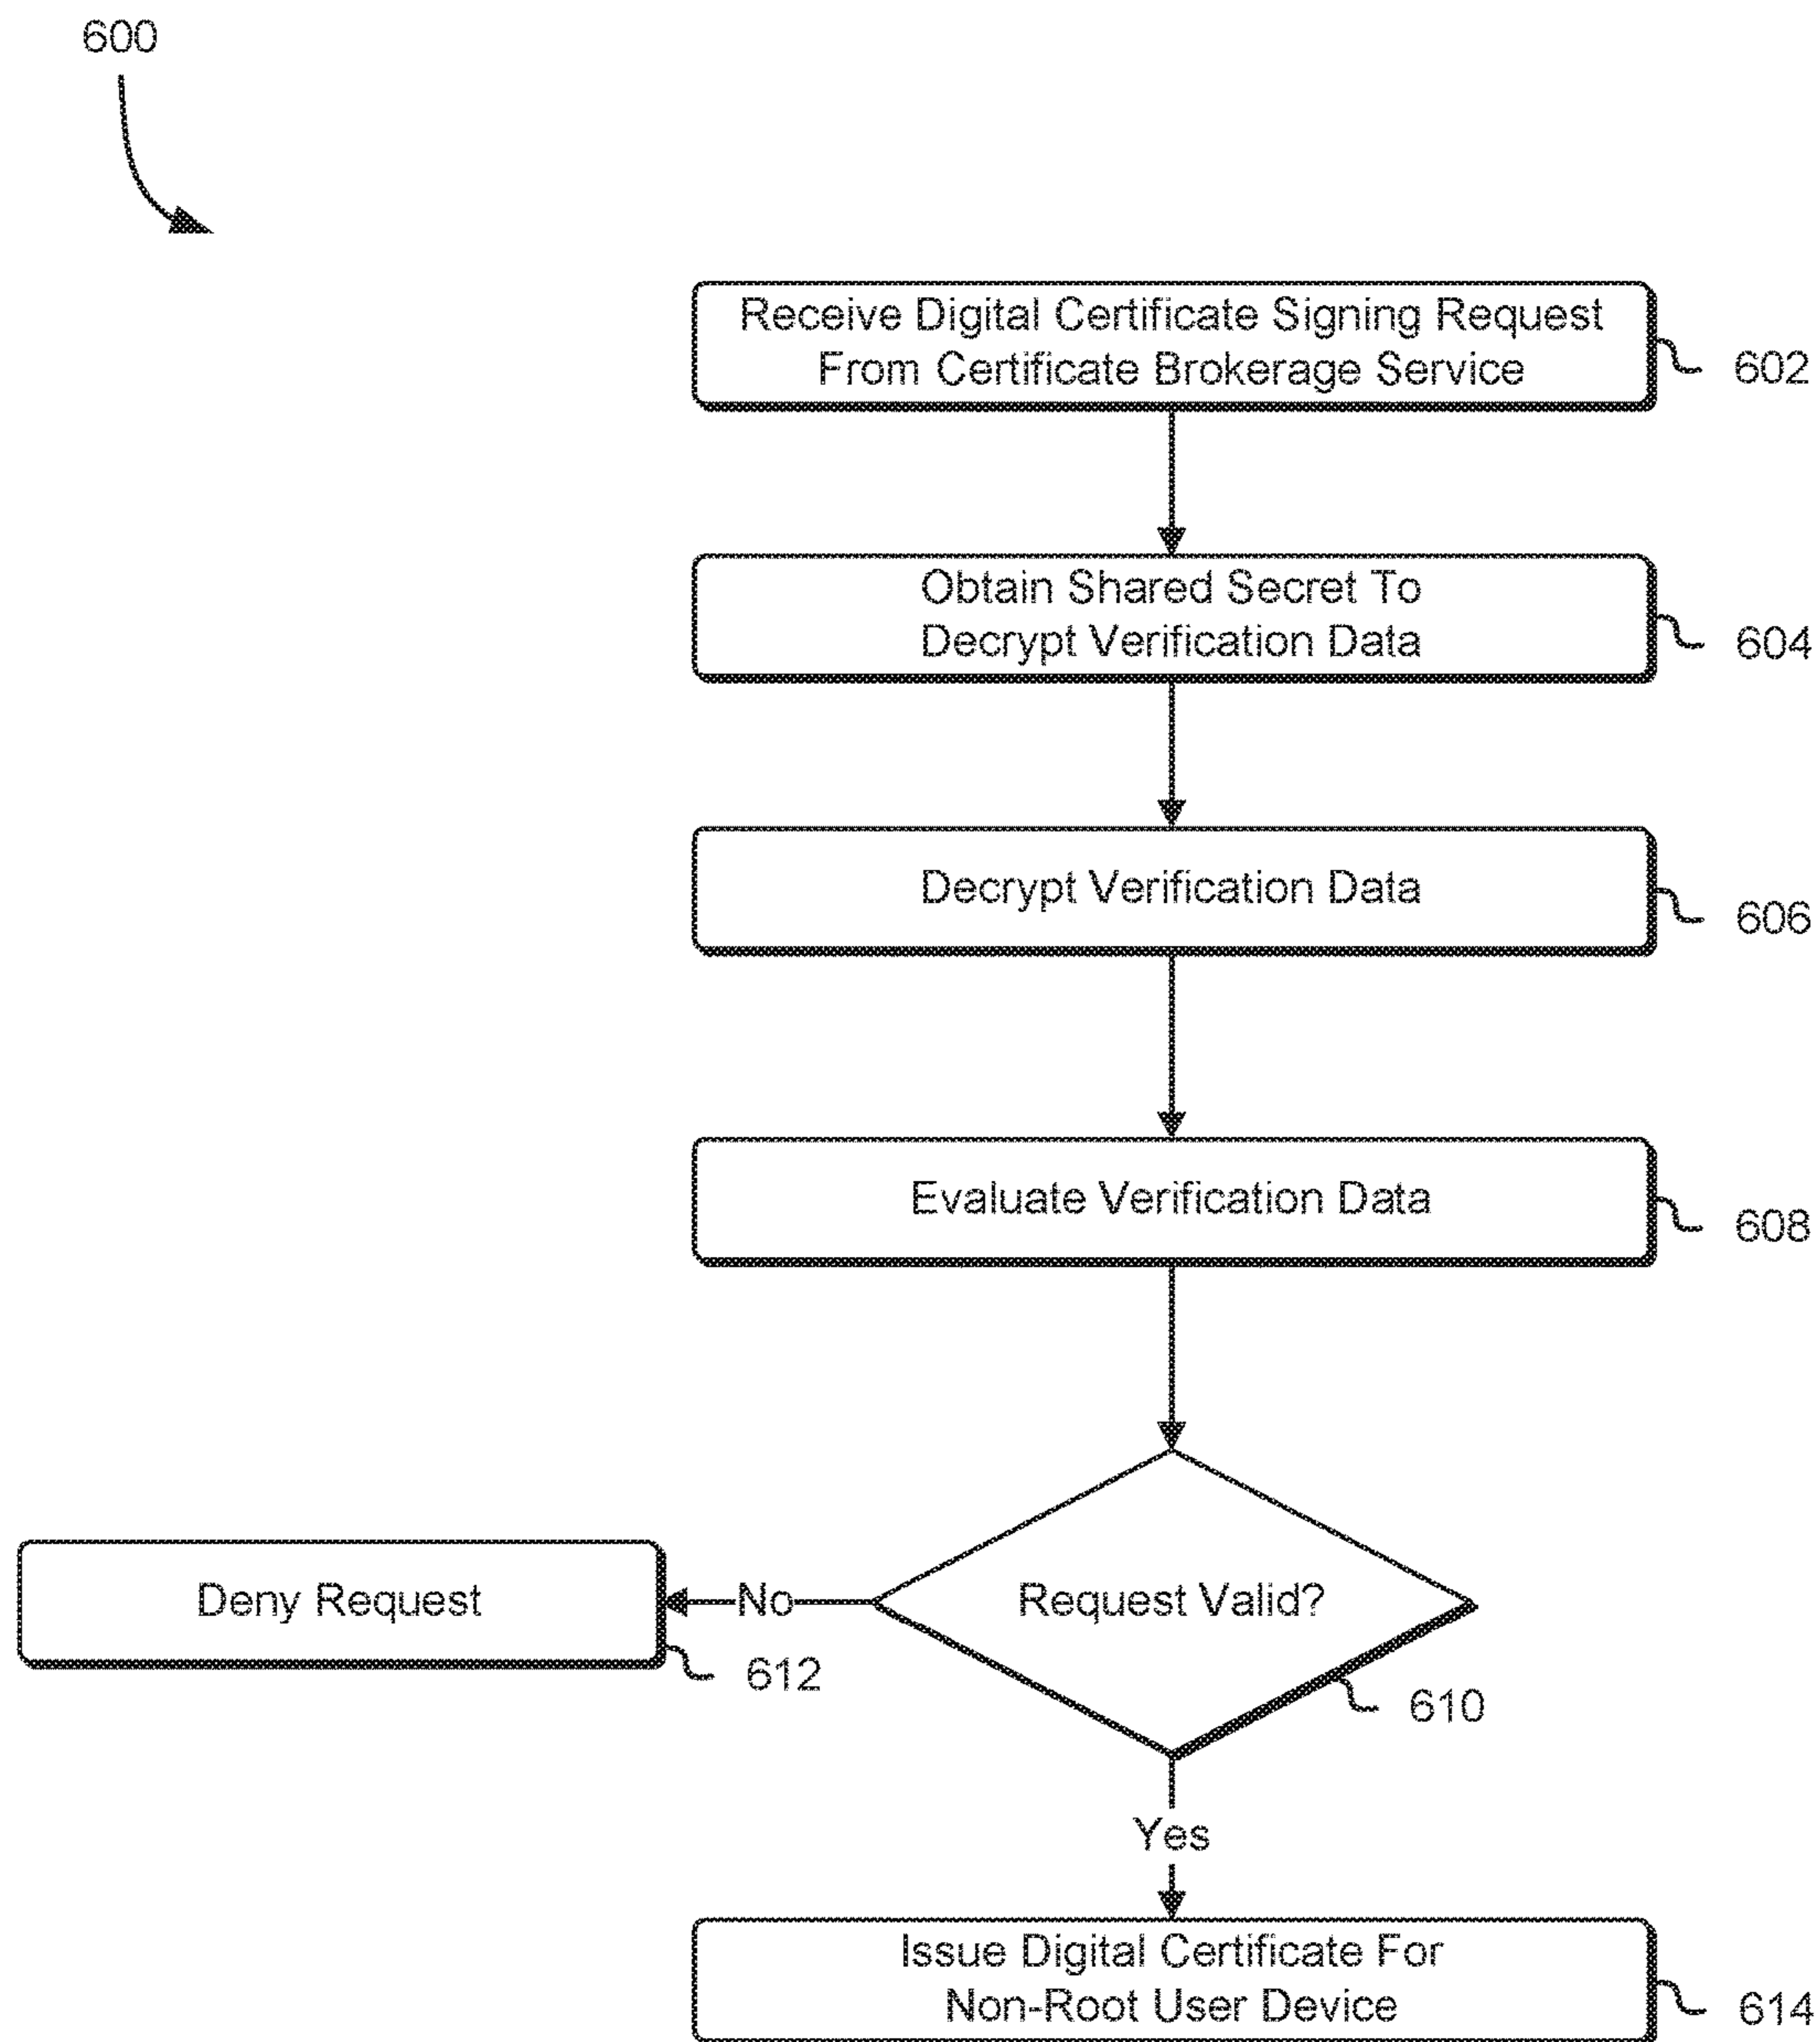 600
Receive Digital Certificate Signing Request
From Certificate Brokerage Service
602
Obtain Shared Secret To
Decrypt Verification Data
604
Decrypt Verification Data
606
Evaluate Verification Data
608
Deny Request
No
Request Valid?
612
610
Yes
Issue Digital Certificate For
Non-Root User Device
614